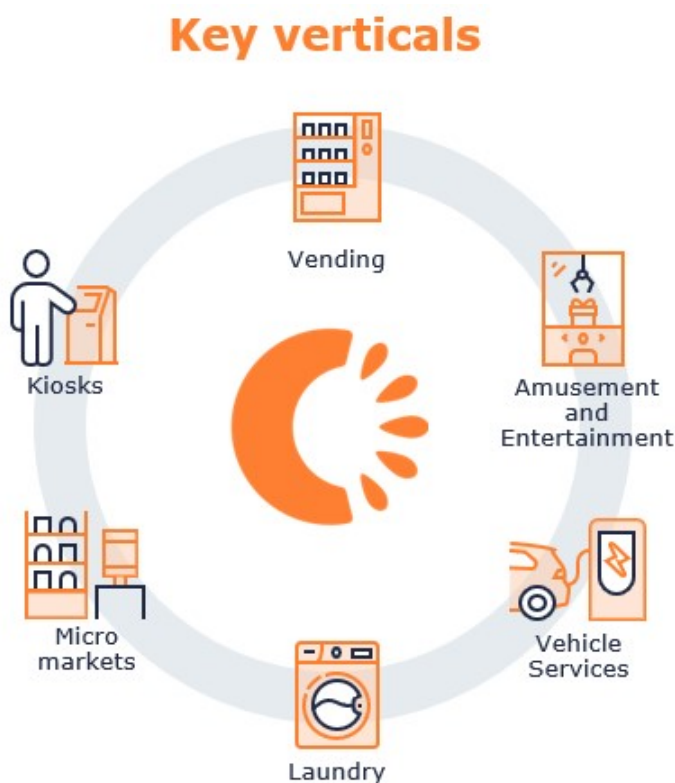 Key verticals
Vending
Amusement
and
Entertainment
Vehicle
Services
Laundry
Micro
markets
Kiosks